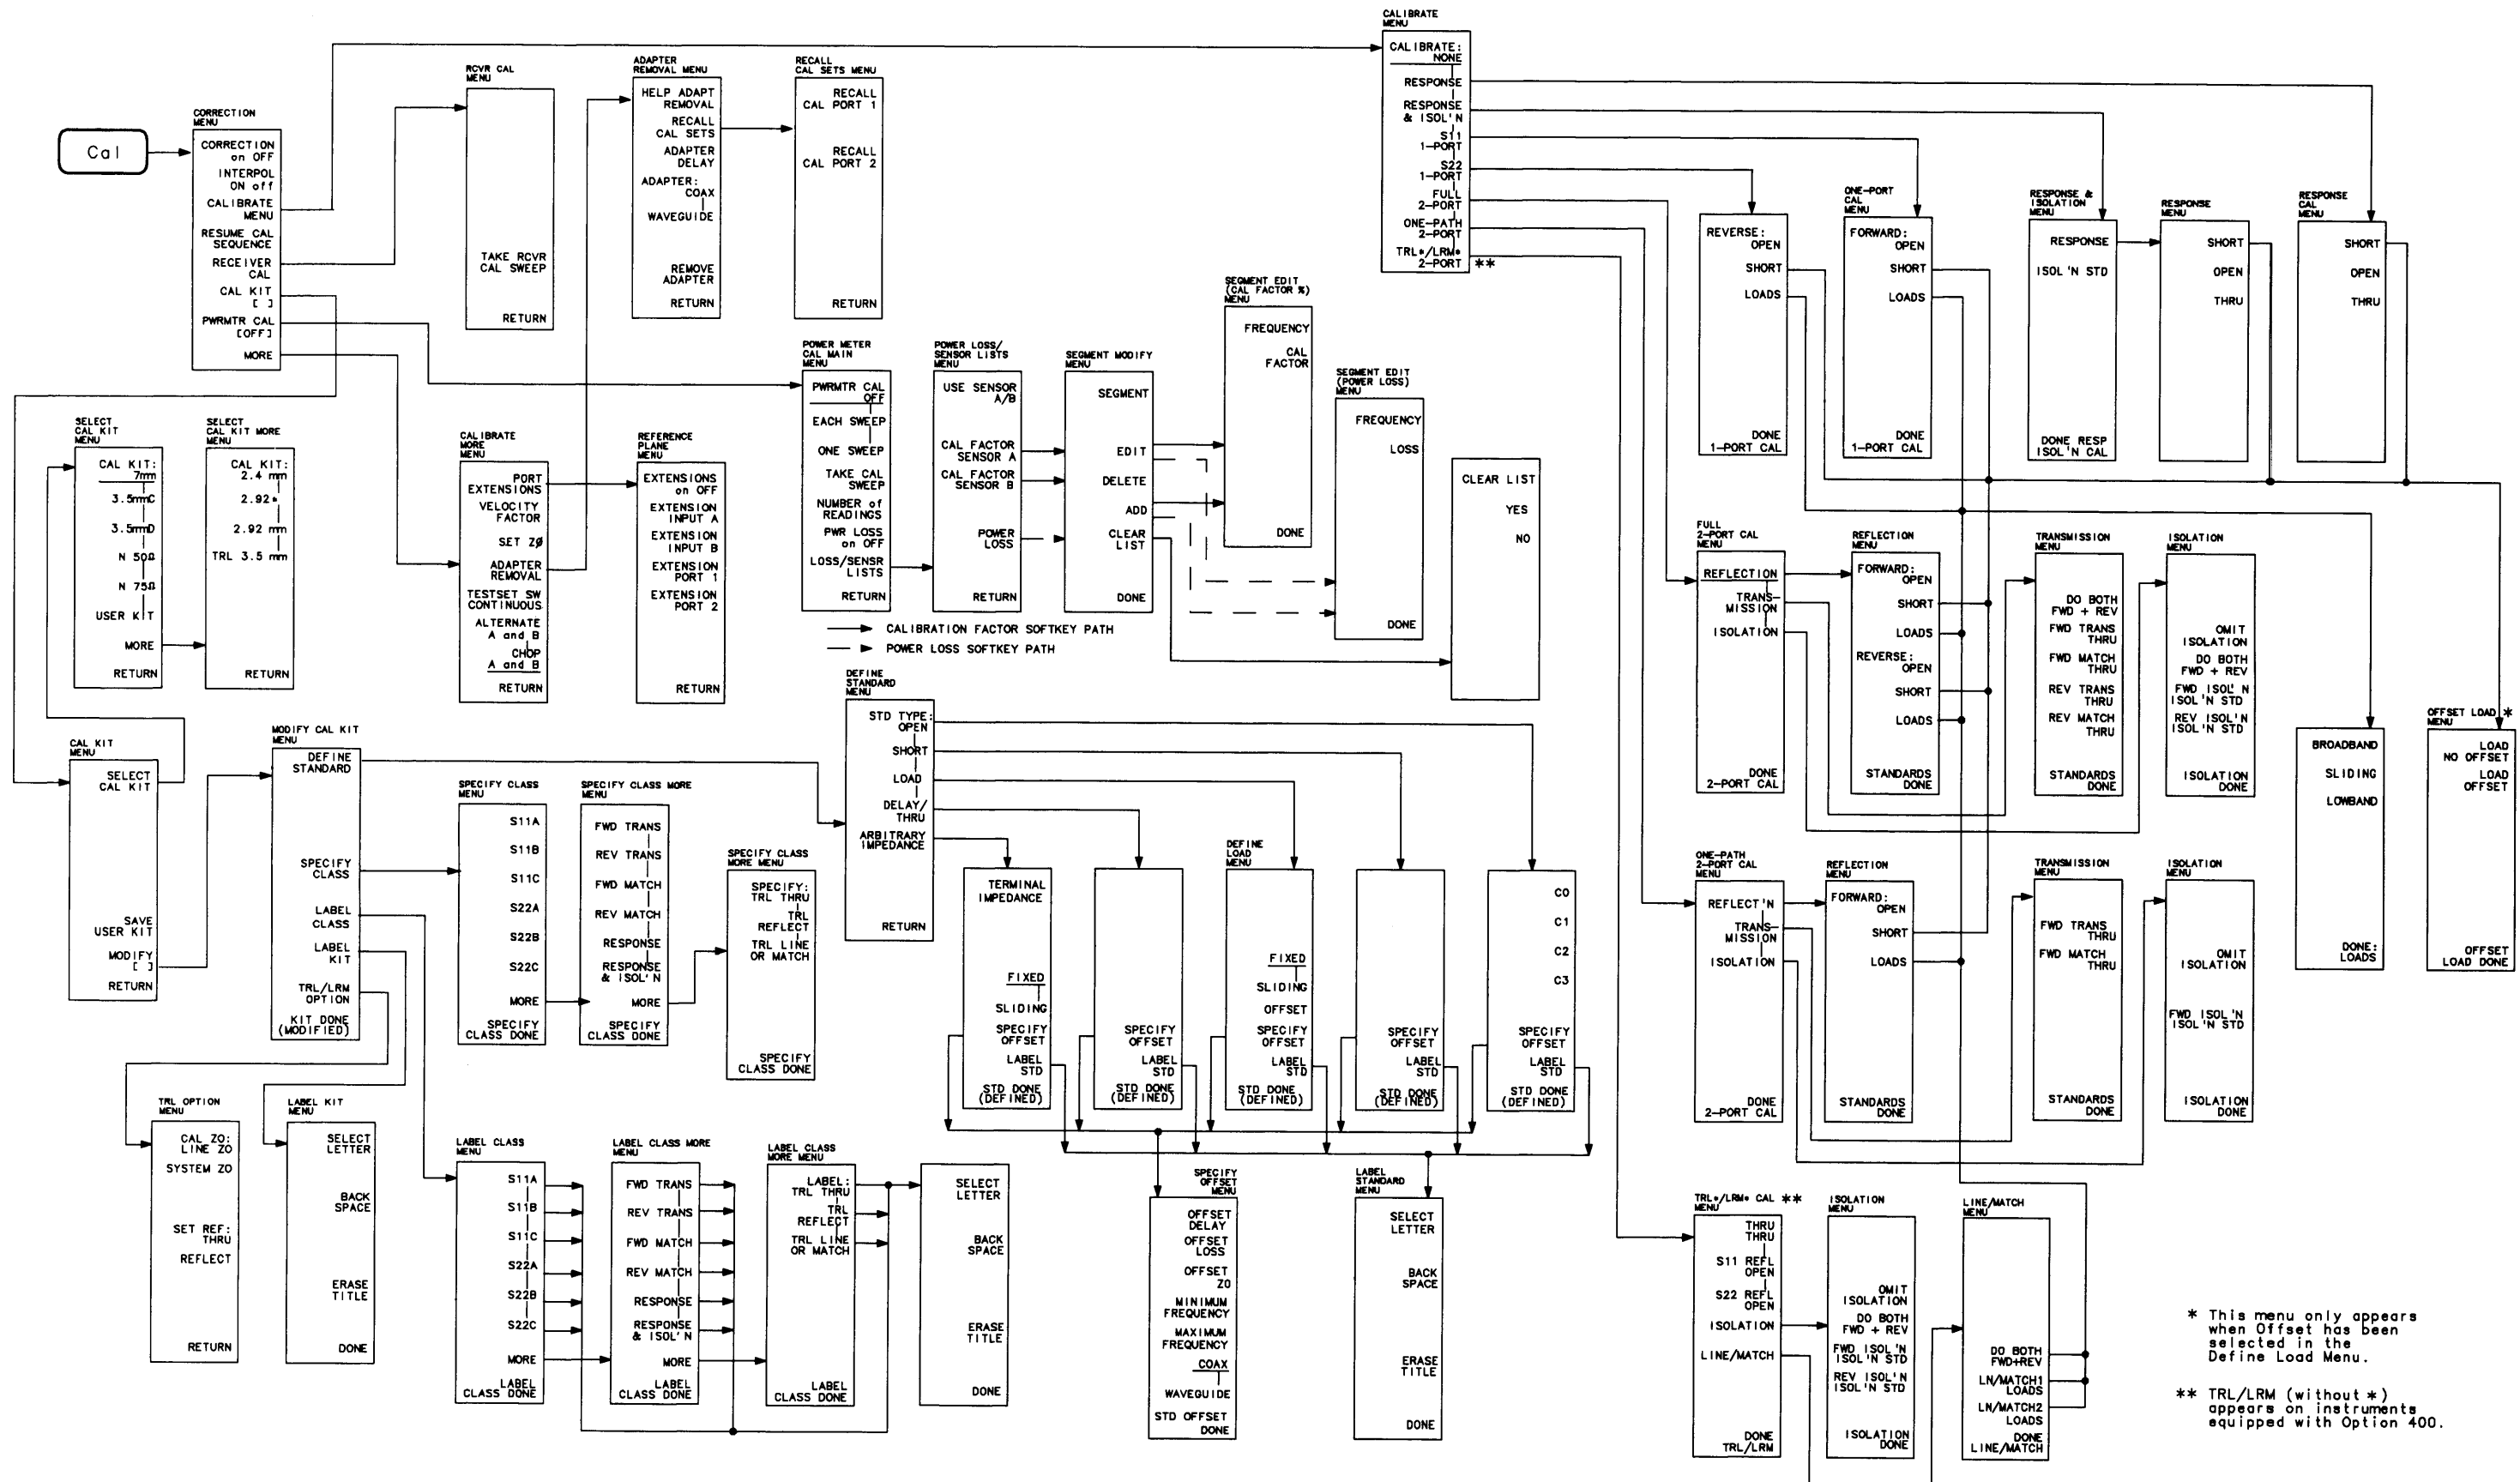 Cal
CORRECTION
MENU
CORRECTION
on OFF
INTERPOL
ON off
CALIBRATE
MENU
RESUME CAL
SEQUENCE
RECEIVER
CAL
CAL KIT
[ ]
PWRMTR CAL
[OFF]
MORE
RCVR CAL
MENU
TAKE RCVR
CAL SWEEP
RETURN
ADAPTER
REMOVAL MENU
HELP ADAPT
REMOVAL
RECALL
CAL SETS
ADAPTER
DELAY
ADAPTER:
COAX
WAVEGUIDE
REMOVE
ADAPTER
RETURN
RECALL
CAL SETS MENU
RECALL
CAL PORT 1
RECALL
CAL PORT 2
RETURN
CALIBRATE
MENU
CALIBRATE:
NONE
RESPONSE
RESPONSE
& ISOL'N
S11
1-PORT
S22
1-PORT
FULL
2-PORT
ONE-PATH
2-PORT
TRL*/LRM*
2-PORT **
REVERSE:
OPEN
SHORT
LOADS
DONE
1-PORT CAL
ONE-PORT
CAL
MENU
FORWARD:
OPEN
SHORT
LOADS
DONE
1-PORT CAL
RESPONSE &
ISOLATION
MENU
RESPONSE
ISOL'N STD
DONE RESP
ISOL'N CAL
RESPONSE
MENU
SHORT
OPEN
THRU
RESPONSE
CAL
MENU
SHORT
OPEN
THRU
SELECT
CAL KIT
MENU
CAL KIT:
7mm
3.5mmC
3.5mmD
N 50Ω
N 75Ω
USER KIT
MORE
RETURN
SELECT
CAL KIT MORE
MENU
CAL KIT:
2.4 mm
2.92*
2.92 mm
TRL 3.5 mm
RETURN
CALIBRATE
MORE
MENU
PORT
EXTENSIONS
VELOCITY
FACTOR
SET ZØ
ADAPTER
REMOVAL
TESTSET SW
CONTINUOUS
ALTERNATE
A and B
CHOP
A and B
RETURN
REFERENCE
PLANE
MENU
EXTENSIONS
on OFF
EXTENSION
INPUT A
EXTENSION
INPUT B
EXTENSION
PORT 1
EXTENSION
PORT 2
RETURN
POWER METER
CAL MAIN
MENU
PWRMTR CAL
OFF
EACH SWEEP
ONE SWEEP
TAKE CAL
SWEEP
NUMBER of
READINGS
PWR LOSS
on OFF
LOSS/SENSR
LISTS
RETURN
POWER LOSS/
SENSOR LISTS
MENU
USE SENSOR
A/B
CAL FACTOR
SENSOR A
CAL FACTOR
SENSOR B
POWER
LOSS
RETURN
SEGMENT MODIFY
MENU
SEGMENT
EDIT
DELETE
ADD
CLEAR
LIST
DONE
SEGMENT EDIT
(CAL FACTOR %)
MENU
FREQUENCY
CAL
FACTOR
DONE
SEGMENT EDIT
(POWER LOSS)
MENU
FREQUENCY
LOSS
DONE
CLEAR LIST
YES
NO
CALIBRATION FACTOR SOFTKEY PATH
POWER LOSS SOFTKEY PATH
FULL
2-PORT CAL
MENU
REFLECTION
TRANS-
MISSION
ISOLATION
DONE
2-PORT CAL
REFLECTION
MENU
FORWARD:
OPEN
SHORT
LOADS
REVERSE:
OPEN
SHORT
LOADS
STANDARDS
DONE
TRANSMISSION
MENU
DO BOTH
FWD + REV
FWD TRANS
THRU
FWD MATCH
THRU
REV TRANS
THRU
REV MATCH
THRU
STANDARDS
DONE
ISOLATION
MENU
OMIT
ISOLATION
DO BOTH
FWD + REV
FWD ISOL'N
ISOL'N STD
REV ISOL'N
ISOL'N STD
ISOLATION
DONE
BROADBAND
SLIDING
LOWBAND
DONE:
LOADS
OFFSET LOAD *
MENU
LOAD
NO OFFSET
LOAD
OFFSET
OFFSET
LOAD DONE
CAL KIT
MENU
SELECT
CAL KIT
SAVE
USER KIT
MODIFY
[ ]
RETURN
MODIFY CAL KIT
MENU
DEFINE
STANDARD
SPECIFY
CLASS
LABEL
CLASS
LABEL
KIT
TRL/LRM
OPTION
KIT DONE
(MODIFIED)
SPECIFY CLASS
MENU
S11A
S11B
S11C
S22A
S22B
S22C
MORE
SPECIFY
CLASS DONE
SPECIFY CLASS MORE
MENU
FWD TRANS
REV TRANS
FWD MATCH
REV MATCH
RESPONSE
RESPONSE
& ISOL'N
MORE
SPECIFY
CLASS DONE
SPECIFY CLASS
MORE MENU
SPECIFY:
TRL THRU
TRL
REFLECT
TRL LINE
OR MATCH
SPECIFY
CLASS DONE
DEFINE
STANDARD
MENU
STD TYPE:
OPEN
SHORT
LOAD
DELAY/
THRU
ARBITRARY
IMPEDANCE
RETURN
TERMINAL
IMPEDANCE
FIXED
SLIDING
SPECIFY
OFFSET
LABEL
STD
STD DONE
(DEFINED)
SPECIFY
OFFSET
LABEL
STD
STD DONE
(DEFINED)
DEFINE
LOAD
MENU
FIXED
SLIDING
OFFSET
SPECIFY
OFFSET
LABEL
STD
STD DONE
(DEFINED)
SPECIFY
OFFSET
LABEL
STD
STD DONE
(DEFINED)
C0
C1
C2
C3
SPECIFY
OFFSET
LABEL
STD
STD DONE
(DEFINED)
ONE-PATH
2-PORT CAL
MENU
REFLECT'N
TRANS-
MISSION
ISOLATION
DONE
2-PORT CAL
REFLECTION
MENU
FORWARD:
OPEN
SHORT
LOADS
STANDARDS
DONE
TRANSMISSION
MENU
FWD TRANS
THRU
FWD MATCH
THRU
STANDARDS
DONE
ISOLATION
MENU
OMIT
ISOLATION
FWD ISOL'N
ISOL'N STD
ISOLATION
DONE
TRL OPTION
MENU
CAL ZO:
LINE ZO
SYSTEM ZO
SET REF:
THRU
REFLECT
RETURN
LABEL KIT
MENU
SELECT
LETTER
BACK
SPACE
ERASE
TITLE
DONE
LABEL CLASS
MENU
S11A
S11B
S11C
S22A
S22B
S22C
MORE
LABEL
CLASS DONE
LABEL CLASS MORE
MENU
FWD TRANS
REV TRANS
FWD MATCH
REV MATCH
RESPONSE
RESPONSE
& ISOL'N
MORE
LABEL
CLASS DONE
LABEL CLASS
MORE MENU
LABEL:
TRL THRU
TRL
REFLECT
TRL LINE
OR MATCH
LABEL
CLASS DONE
SELECT
LETTER
BACK
SPACE
ERASE
TITLE
DONE
SPECIFY
OFFSET
MENU
OFFSET
DELAY
OFFSET
LOSS
OFFSET
ZO
MINIMUM
FREQUENCY
MAXIMUM
FREQUENCY
COAX
WAVEGUIDE
STD OFFSET
DONE
LABEL
STANDARD
MENU
SELECT
LETTER
BACK
SPACE
ERASE
TITLE
DONE
TRL*/LRM* CAL **
MENU
THRU
THRU
S11 REFL
OPEN
S22 REFL
OPEN
ISOLATION
LINE/MATCH
DONE
TRL/LRM
ISOLATION
MENU
OMIT
ISOLATION
DO BOTH
FWD + REV
FWD ISOL'N
ISOL'N STD
REV ISOL'N
ISOL'N STD
ISOLATION
DONE
LINE/MATCH
MENU
DO BOTH
FWD+REV
LN/MATCH1
LOADS
LN/MATCH2
LOADS
DONE
LINE/MATCH
* This menu only appears
when Offset has been
selected in the
Define Load Menu.
** TRL/LRM (without *)
appears on instruments
equipped with Option 400.